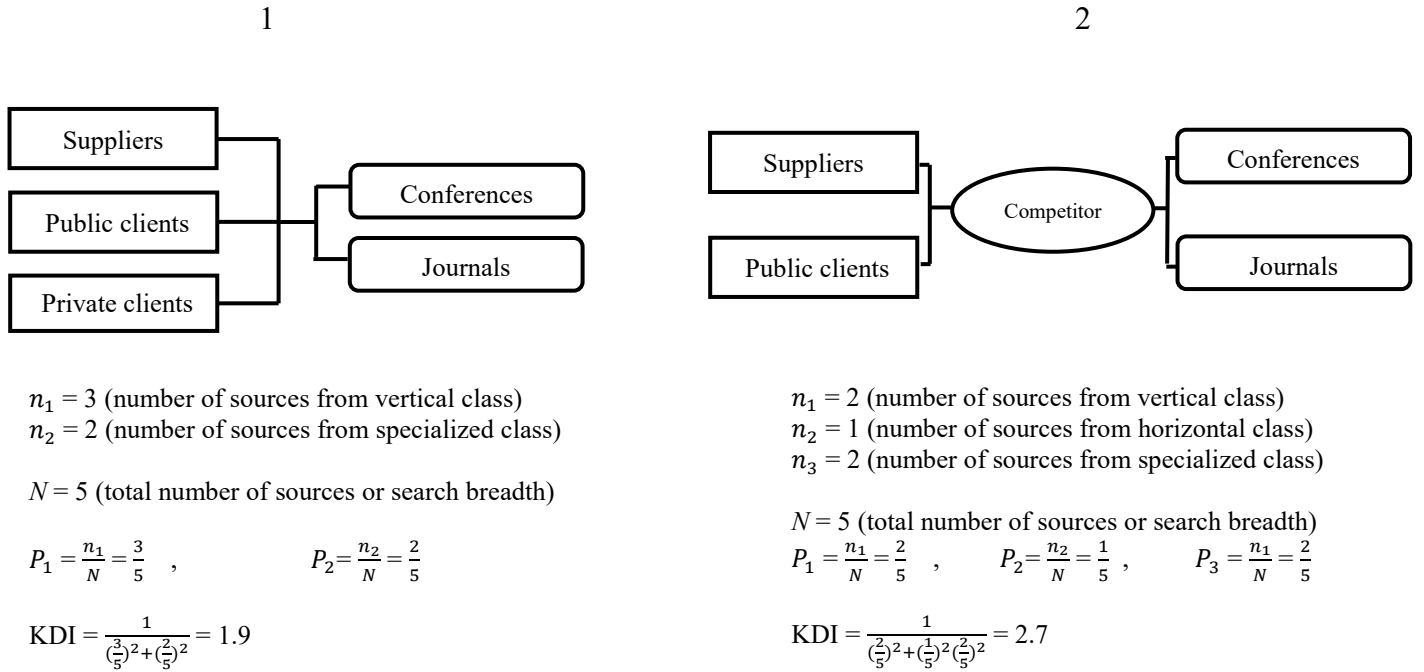 1
Suppliers
Public clients
Private clients
Conferences
Journals
n₁ = 3 (number of sources from vertical class)
n₂ = 2 (number of sources from specialized class)
N = 5 (total number of sources or search breadth)
P₁ = n₁/N = 3/5 , P₂= n₂/N = 2/5
KDI = 1/((3/5)²+(2/5)²) = 1.9
2
Suppliers
Public clients
Competitor
Conferences
Journals
n₁ = 2 (number of sources from vertical class)
n₂ = 1 (number of sources from horizontal class)
n₃ = 2 (number of sources from specialized class)
N = 5 (total number of sources or search breadth)
P₁ = n₁/N = 2/5 , P₂= n₂/N = 1/5 , P₃ = n₁/N = 2/5
KDI = 1/((2/5)²+(1/5)²(2/5)²) = 2.7